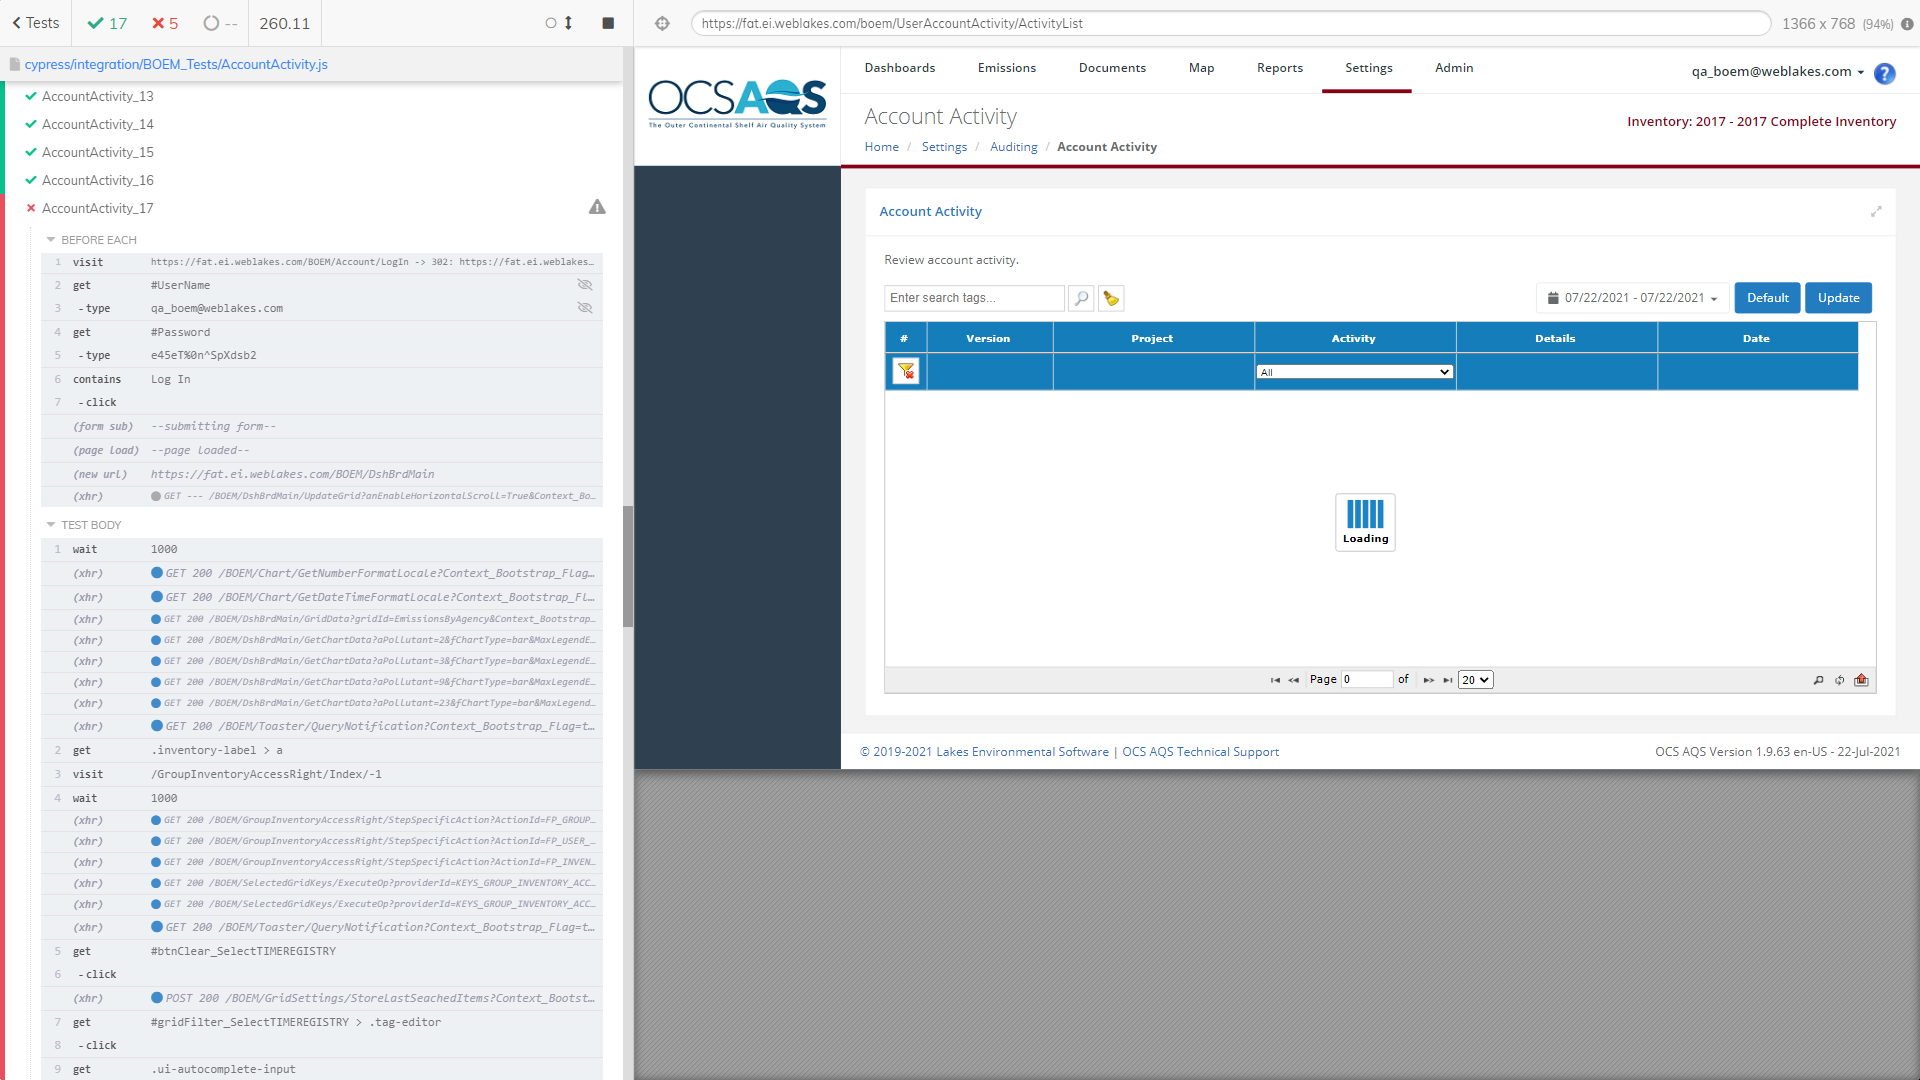 Tests
17
5
--
260.11
https://fat.ei.weblakes.com/boem/UserAccountActivity/ActivityList
1366 x 768 (94%)
cypress/integration/BOEM_Tests/AccountActivity.js
AccountActivity_13
AccountActivity_14
AccountActivity_15
AccountActivity_16
AccountActivity_17
BEFORE EACH
1 visit https://fat.ei.weblakes.com/BOEM/Account/LogIn -> 302: https://fat.ei.weblakes…
2 get #UserName
3 - type qa_boem@weblakes.com
4 get #Password
5 - type e45eT%0n^SpXdsb2
6 contains Log In
7 - click
(form sub) --submitting form--
(page load) --page loaded--
(new url) https://fat.ei.weblakes.com/BOEM/DshBrdMain
(xhr) GET --- /BOEM/DshBrdMain/UpdateGrid?anEnableHorizontalScroll=True&Context_Bo…
TEST BODY
1 wait 1000
(xhr) GET 200 /BOEM/Chart/GetNumberFormatLocale?Context_Bootstrap_Flag…
(xhr) GET 200 /BOEM/Chart/GetDateTimeFormatLocale?Context_Bootstrap_Fl…
(xhr) GET 200 /BOEM/DshBrdMain/GridData?gridId=EmissionsByAgency&Context_Bootstrap…
(xhr) GET 200 /BOEM/DshBrdMain/GetChartData?aPollutant=2&fChartType=bar&MaxLegendE…
(xhr) GET 200 /BOEM/DshBrdMain/GetChartData?aPollutant=3&fChartType=bar&MaxLegendE…
(xhr) GET 200 /BOEM/DshBrdMain/GetChartData?aPollutant=9&fChartType=bar&MaxLegendE…
(xhr) GET 200 /BOEM/DshBrdMain/GetChartData?aPollutant=23&fChartType=bar&MaxLegend…
(xhr) GET 200 /BOEM/Toaster/QueryNotification?Context_Bootstrap_Flag=t…
2 get .inventory-label > a
3 visit /GroupInventoryAccessRight/Index/-1
4 wait 1000
(xhr) GET 200 /BOEM/GroupInventoryAccessRight/StepSpecificAction?ActionId=FP_GROUP…
(xhr) GET 200 /BOEM/GroupInventoryAccessRight/StepSpecificAction?ActionId=FP_USER_…
(xhr) GET 200 /BOEM/GroupInventoryAccessRight/StepSpecificAction?ActionId=FP_INVEN…
(xhr) GET 200 /BOEM/SelectedGridKeys/ExecuteOp?providerId=KEYS_GROUP_INVENTORY_ACC…
(xhr) GET 200 /BOEM/SelectedGridKeys/ExecuteOp?providerId=KEYS_GROUP_INVENTORY_ACC…
(xhr) GET 200 /BOEM/Toaster/QueryNotification?Context_Bootstrap_Flag=t…
5 get #btnClear_SelectTIMEREGISTRY
6 - click
(xhr) POST 200 /BOEM/GridSettings/StoreLastSeachedItems?Context_Bootst…
7 get #gridFilter_SelectTIMEREGISTRY > .tag-editor
8 - click
9 get .ui-autocomplete-input
OCSAQS
The Outer Continental Shelf Air Quality System
Dashboards Emissions Documents Map Reports Settings Admin
qa_boem@weblakes.com ?
Account Activity
Inventory: 2017 - 2017 Complete Inventory
Home / Settings / Auditing / Account Activity
Account Activity
Review account activity.
Enter search tags...
07/22/2021 - 07/22/2021
Default
Update
# Version Project Activity Details Date
All
Loading
Page 0 of 20
© 2019-2021 Lakes Environmental Software | OCS AQS Technical Support
OCS AQS Version 1.9.63 en-US - 22-Jul-2021